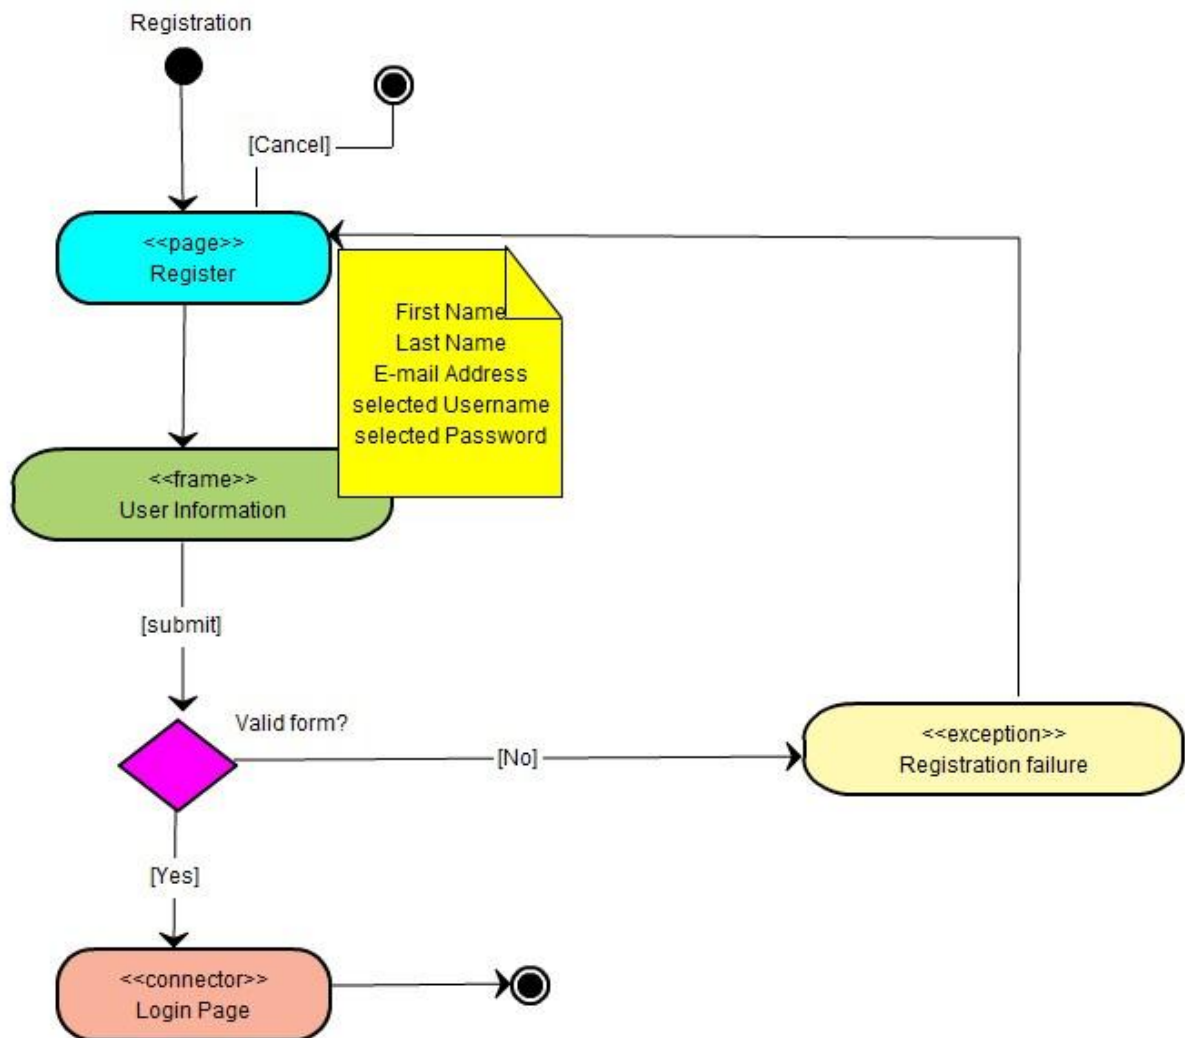 Registration
[Cancel]
<<page>>
Register
First Name
Last Name
E-mail Address
selected Username
selected Password
<<frame>>
User Information
[submit]
Valid form?
[No]
<<exception>>
Registration failure
[Yes]
<<connector>>
Login Page